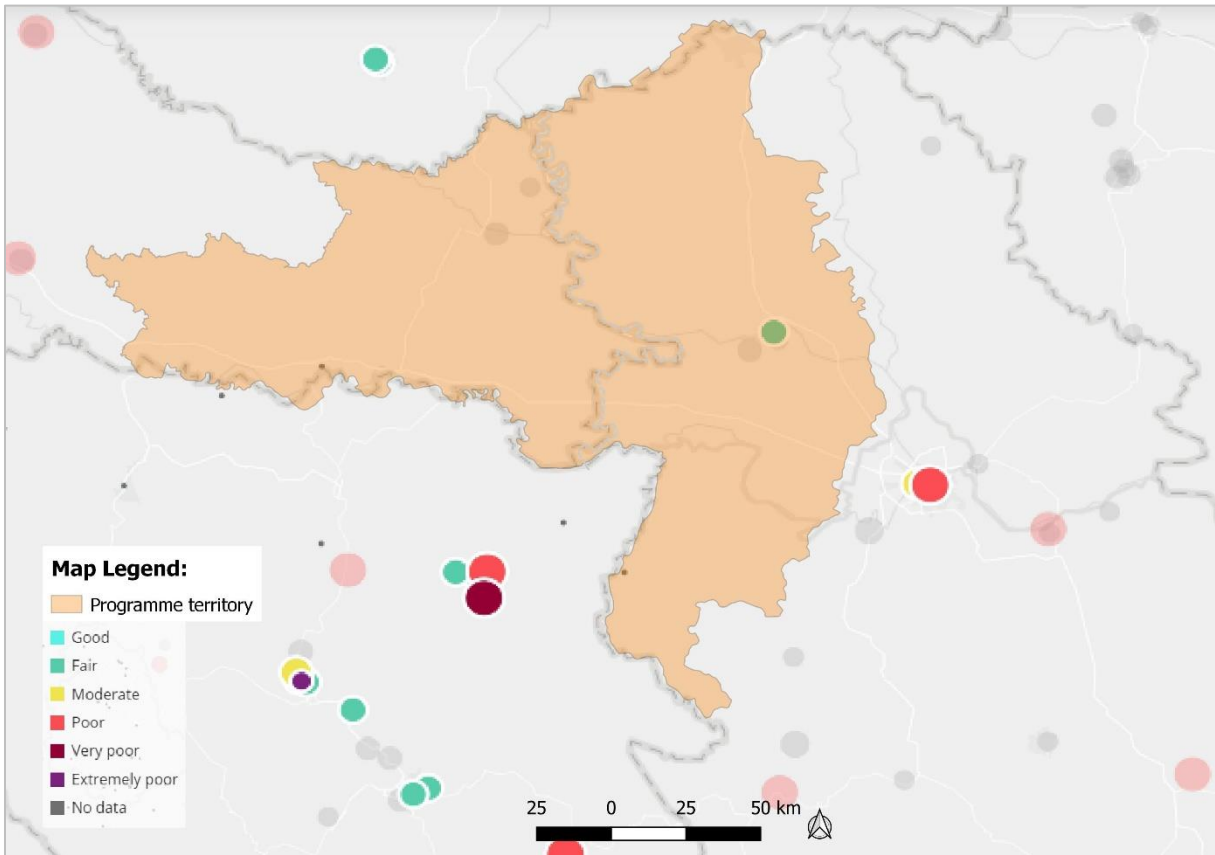 Map Legend:
Programme territory
Good
Fair
Moderate
Poor
Very poor
Extremely poor
No data
25 0 25 50 km